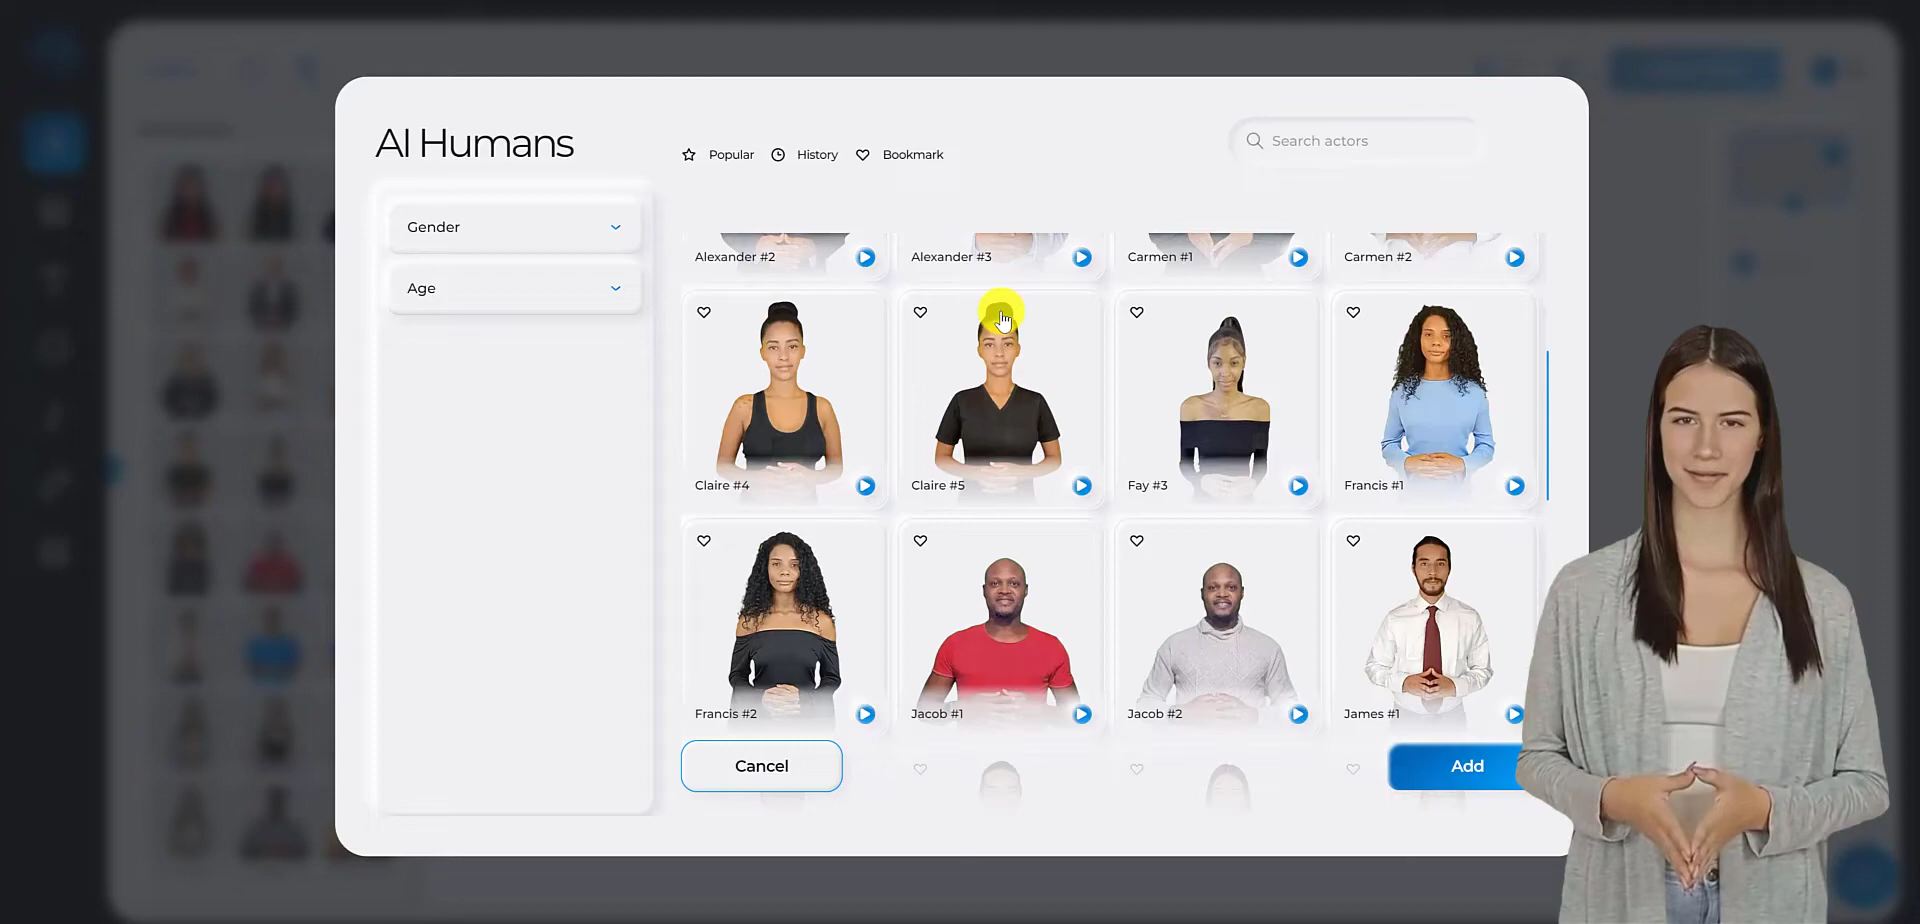 AI Humans
Popular
History
Bookmark
Search actors
Gender
Age
Alexander #2
Alexander #3
Carmen #1
Carmen #2
Claire #4
Claire #5
Fay #3
Francis #1
Francis #2
Jacob #1
Jacob #2
James #1
Cancel
Add